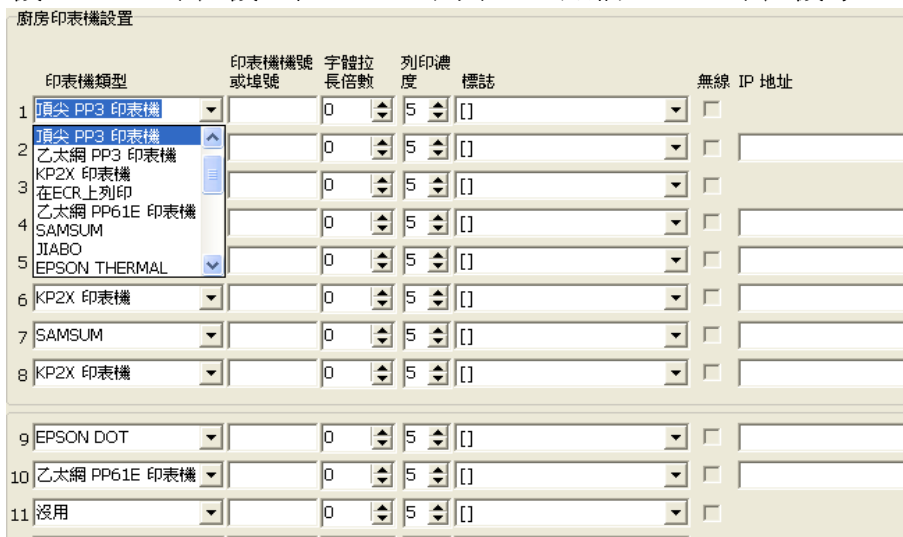 廚房印表機設置
印表機類型 印表機機號或埠號 字體拉長倍數 列印濃度 標誌 無線 IP 地址
1 頂尖 PP3 印表機 0 5 []
頂尖 PP3 印表機
乙太網 PP3 印表機
KP2X 印表機
在ECR上列印
乙太網 PP61E 印表機
SAMSUM
JIABO
EPSON THERMAL
2 0 5 []
3 0 5 []
4 0 5 []
5 0 5 []
6 KP2X 印表機 0 5 []
7 SAMSUM 0 5 []
8 KP2X 印表機 0 5 []
9 EPSON DOT 0 5 []
10 乙太網 PP61E 印表機 0 5 []
11 沒用 0 5 []